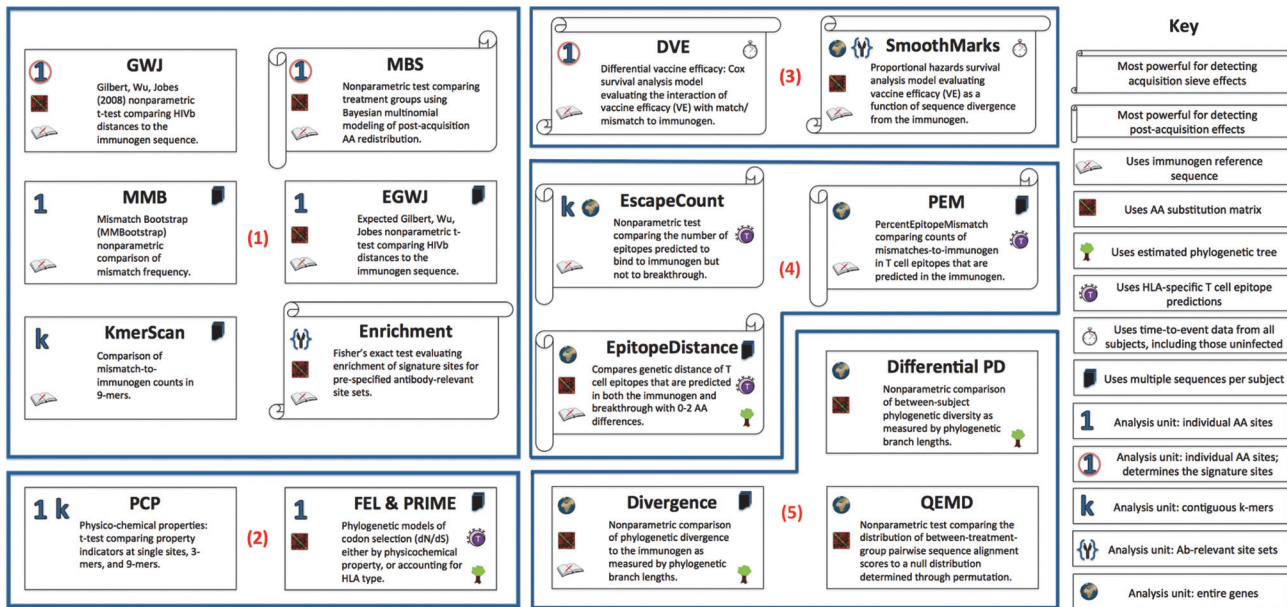 GWJ
Gilbert, Wu, Jobes
(2008) nonparametric
t-test comparing HIVb
distances to the
immunogen sequence.
1
MBS
Nonparametric test comparing
treatment groups using
Bayesian multinomial
modeling of post-acquisition
AA redistribution.
1
MMB
Mismatch Bootstrap
(MMBootstrap)
nonparametric
comparison of
mismatch frequency.
1
(1)
EGWJ
Expected Gilbert, Wu,
Jobes nonparametric t-
test comparing HIVb
distances to the
immunogen sequence.
1
KmerScan
Comparison of
mismatch-to-
immunogen counts in
9-mers.
k
Enrichment
Fisher's exact test evaluating
enrichment of signature sites for
pre-specified antibody-relevant
site sets.
{Y}
PCP
Physico-chemical properties:
t-test comparing property
indicators at single sites, 3-
mers, and 9-mers.
1 k
(2)
FEL & PRIME
Phylogenetic models of
codon selection (dN/dS)
either by physicochemical
property, or accounting for
HLA type.
1
T
DVE
Differential vaccine efficacy: Cox
survival analysis model
evaluating the interaction of
vaccine efficacy (VE) with match/
mismatch to immunogen.
1
(3)
SmoothMarks
Proportional hazards survival
analysis model evaluating
vaccine efficacy (VE) as a
function of sequence divergence
from the immunogen.
{Y}
EscapeCount
Nonparametric test
comparing the number of
epitopes predicted to
bind to immunogen but
not to breakthrough.
k
T
(4)
PEM
PercentEpitopeMismatch
comparing counts of
mismatches-to-immunogen
in T cell epitopes that are
predicted in the immunogen.
T
EpitopeDistance
Compares genetic distance of T
cell epitopes that are predicted
in both the immunogen and
breakthrough with 0-2 AA
differences.
T
Differential PD
Nonparametric comparison
of between-subject
phylogenetic diversity as
measured by phylogenetic
branch lengths.
Divergence
Nonparametric comparison
of phylogenetic divergence
to the immunogen as
measured by phylogenetic
branch lengths.
(5)
QEMD
Nonparametric test comparing the
distribution of between-treatment-
group pairwise sequence alignment
scores to a null distribution
determined through permutation.
Key
Most powerful for detecting
acquisition sieve effects
Most powerful for detecting
post-acquisition effects
Uses immunogen reference
sequence
Uses AA substitution matrix
Uses estimated phylogenetic tree
T
Uses HLA-specific T cell epitope
predictions
Uses time-to-event data from all
subjects, including those uninfected
Uses multiple sequences per subject
1
Analysis unit: individual AA sites
1
Analysis unit: individual AA sites;
determines the signature sites
k
Analysis unit: contiguous k-mers
{Y}
Analysis unit: Ab-relevant site sets
Analysis unit: entire genes